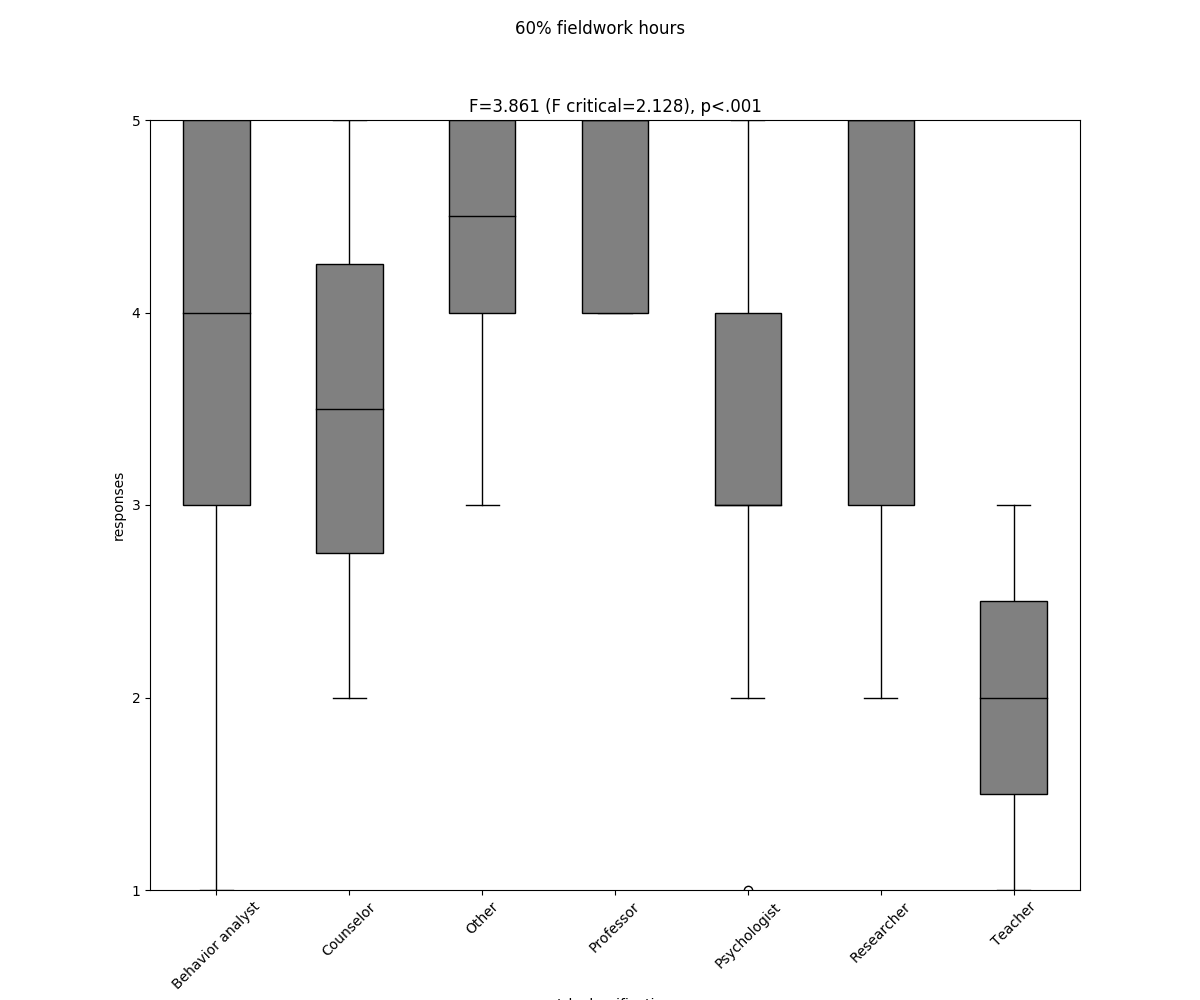 60% fieldwork hours
F=3.861 (F critical=2.128), p<.001
5
4
3
2
1
responses
Behavior analyst
Counselor
Other
Professor
Psychologist
Researcher
Teacher